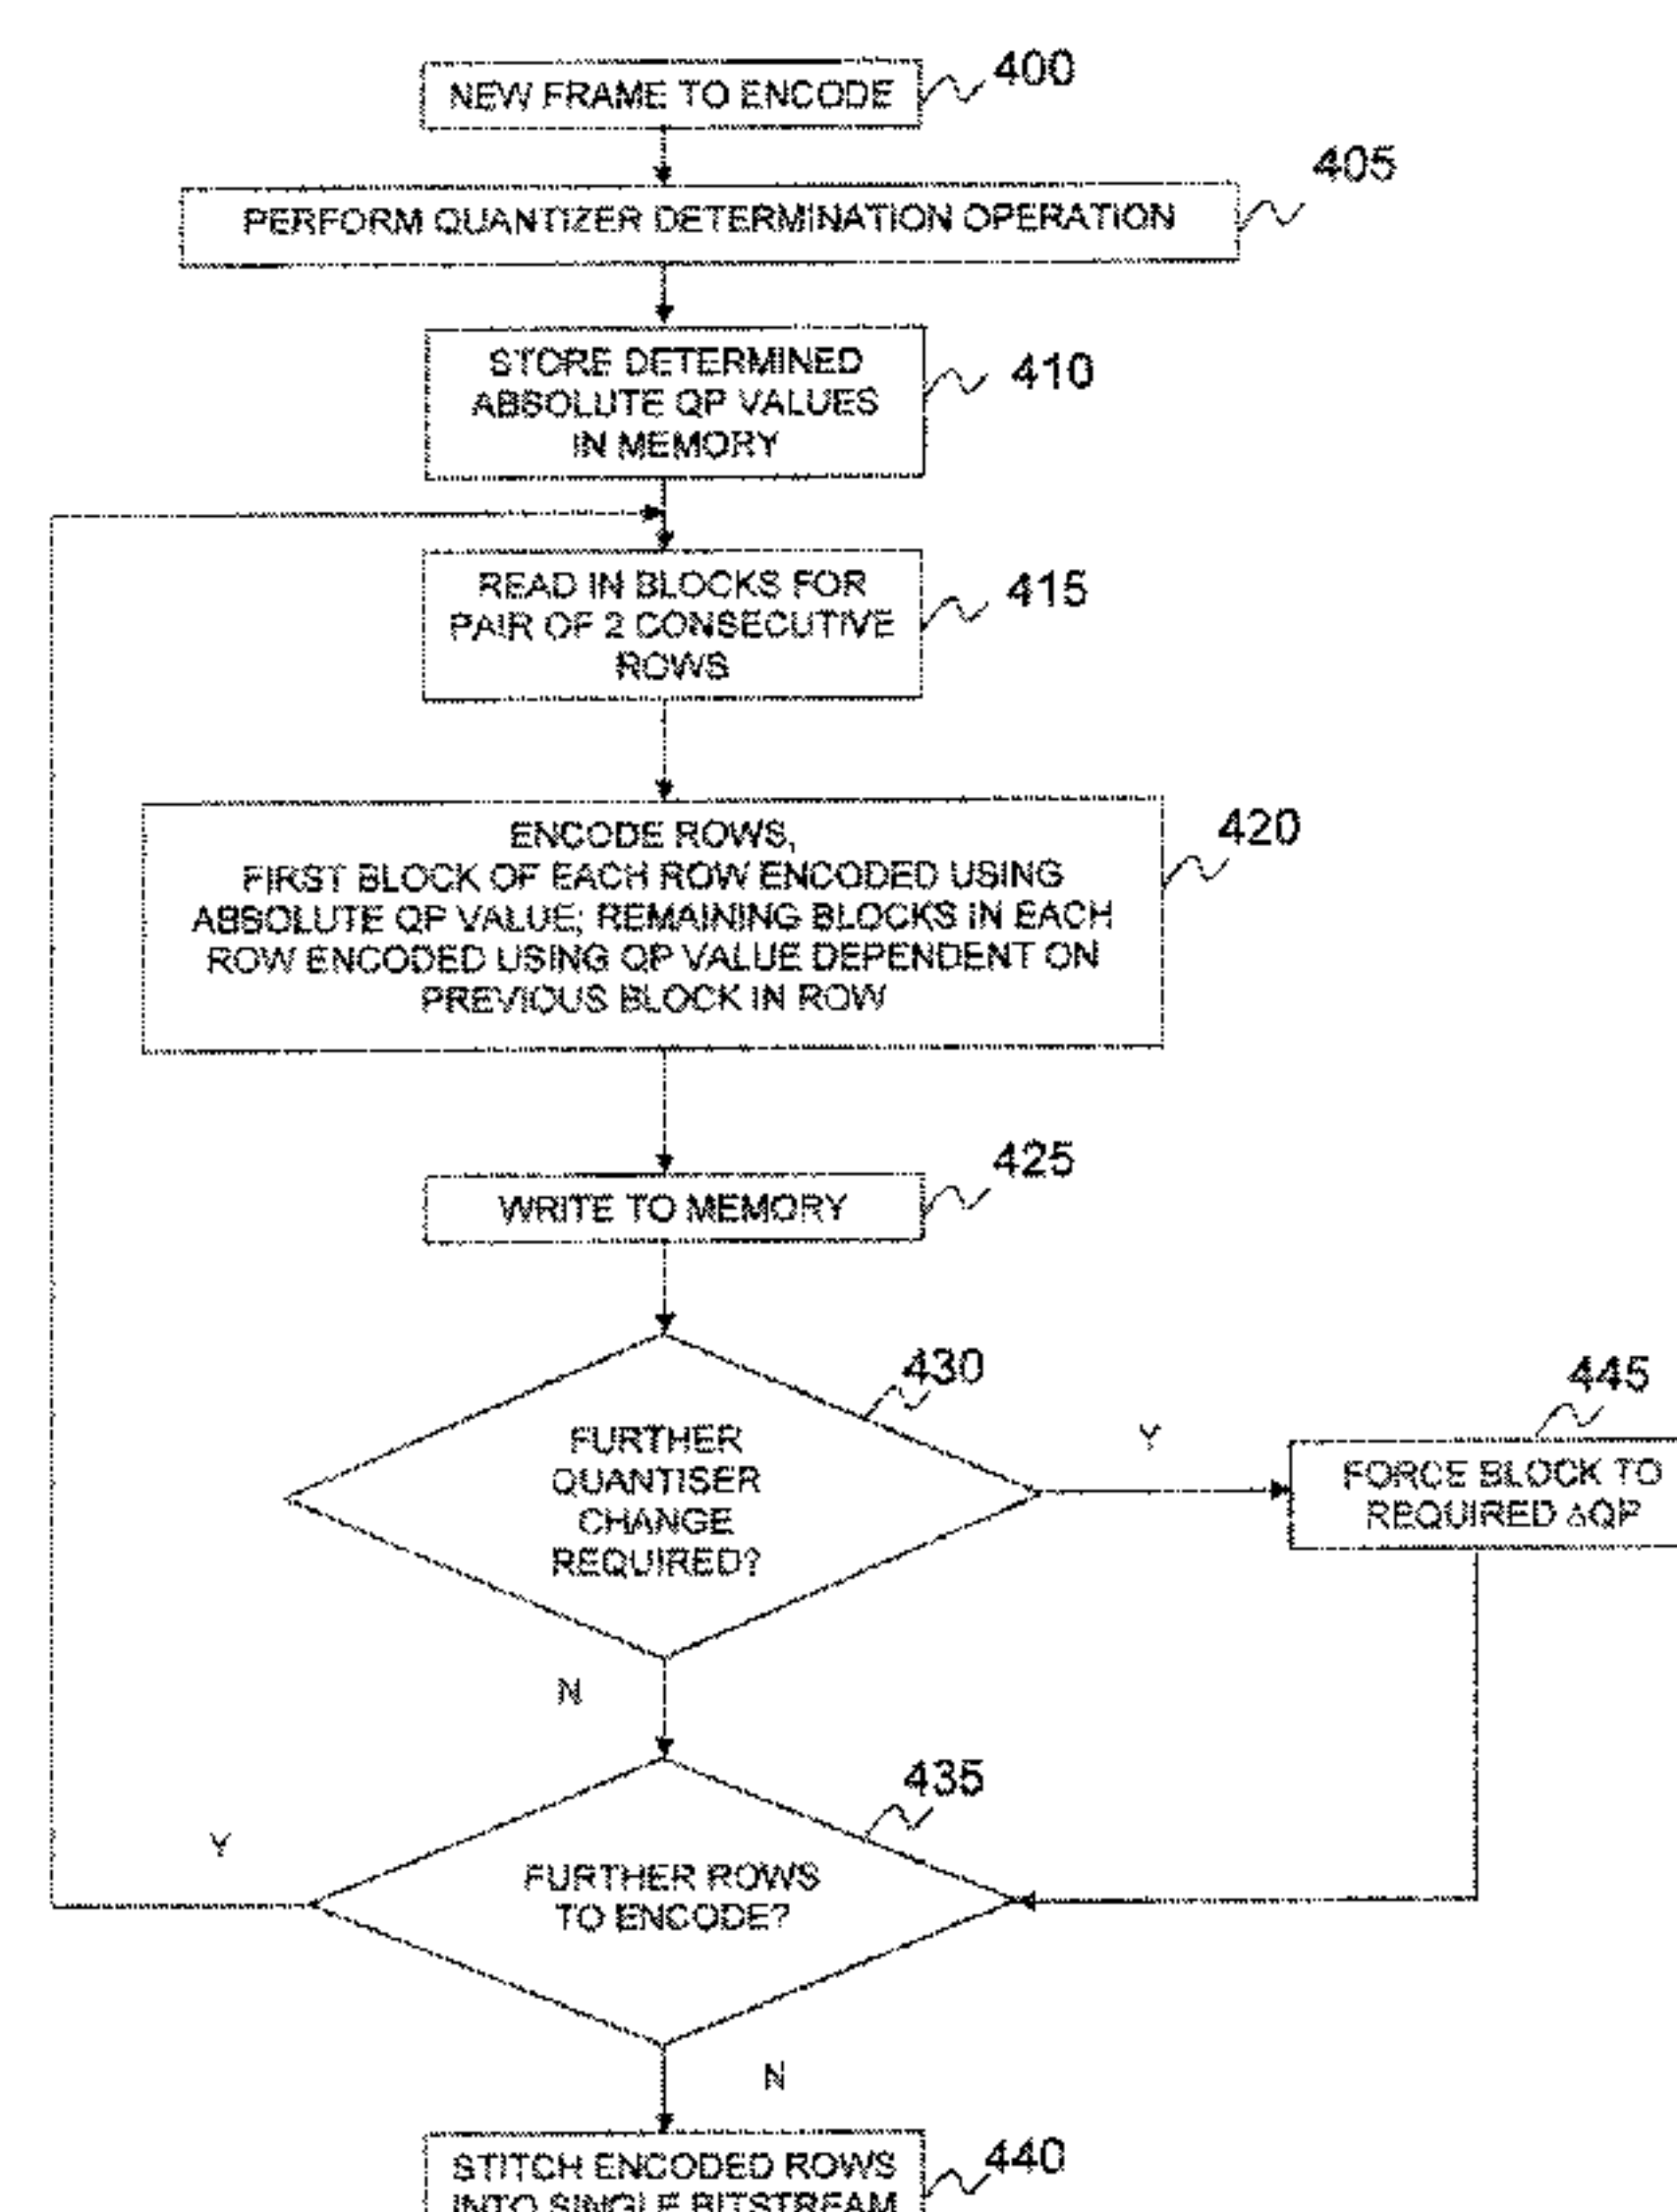 NEW FRAME TO ENCODE
400
405
PERFORM QUANTIZER DETERMINATION OPERATION
STORE DETERMINED
ABSOLUTE QP VALUES
IN MEMORY
410
READ IN BLOCKS FOR
PAIR OF 2 CONSECUTIVE
ROWS
415
ENCODE ROWS,
FIRST BLOCK OF EACH ROW ENCODED USING
ABSOLUTE QP VALUE; REMAINING BLOCKS IN EACH
ROW ENCODED USING QP VALUE DEPENDENT ON
PREVIOUS BLOCK IN ROW
420
425
WRITE TO MEMORY
430
FURTHER
QUANTISER
CHANGE
REQUIRED?
Y
445
FORCE BLOCK TO
REQUIRED ΔQP
N
435
Y
FURTHER ROWS
TO ENCODE?
N
STITCH ENCODED ROWS
INTO SINGLE BITSTREAM
440